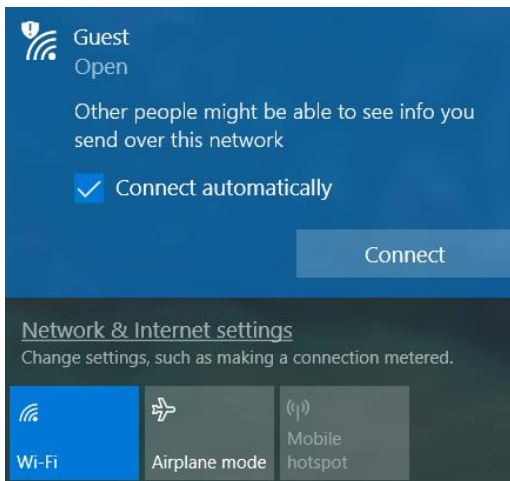 Guest
Open
Other people might be able to see info you
send over this network
Connect automatically
Connect
Network & Internet settings
Change settings, such as making a connection metered.
Wi-Fi
Airplane mode
Mobile
hotspot